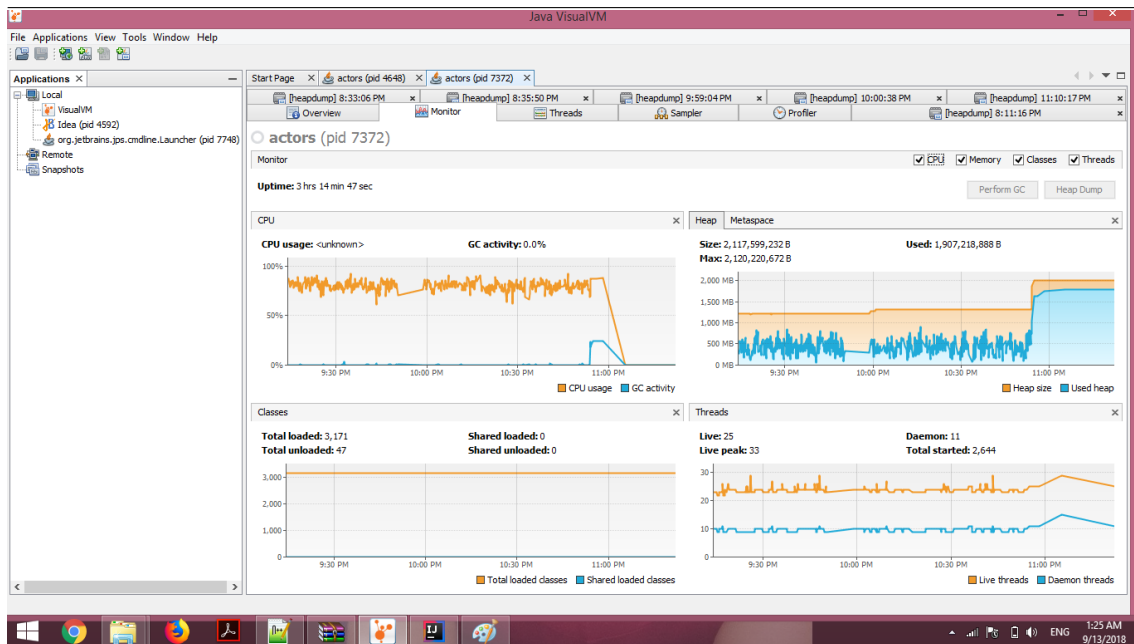 Java VisualVM
File Applications View Tools Window Help
Applications
Local
VisualVM
Idea (pid 4592)
org.jetbrains.jps.cmdline.Launcher (pid 7748)
Remote
Snapshots
Start Page actors (pid 4648) actors (pid 7372)
[heapdump] 8:33:06 PM [heapdump] 8:35:50 PM [heapdump] 9:59:04 PM [heapdump] 10:00:38 PM [heapdump] 11:10:17 PM
Overview Monitor Threads Sampler Profiler [heapdump] 8:11:16 PM
actors (pid 7372)
Monitor CPU Memory Classes Threads
Uptime: 3 hrs 14 min 47 sec Perform GC Heap Dump
CPU
CPU usage: <unknown> GC activity: 0.0%
100%
50%
0%
9:30 PM 10:00 PM 10:30 PM 11:00 PM
CPU usage GC activity
Heap Metaspace
Size: 2,117,599,232 B Used: 1,907,218,888 B
Max: 2,120,220,672 B
2,000 MB
1,500 MB
1,000 MB
500 MB
0 MB
9:30 PM 10:00 PM 10:30 PM 11:00 PM
Heap size Used heap
Classes
Total loaded: 3,171 Shared loaded: 0
Total unloaded: 47 Shared unloaded: 0
3,000
2,000
1,000
0
9:30 PM 10:00 PM 10:30 PM 11:00 PM
Total loaded classes Shared loaded classes
Threads
Live: 25 Daemon: 11
Live peak: 33 Total started: 2,644
30
20
10
0
9:30 PM 10:00 PM 10:30 PM 11:00 PM
Live threads Daemon threads
ENG 1:25 AM
9/13/2018